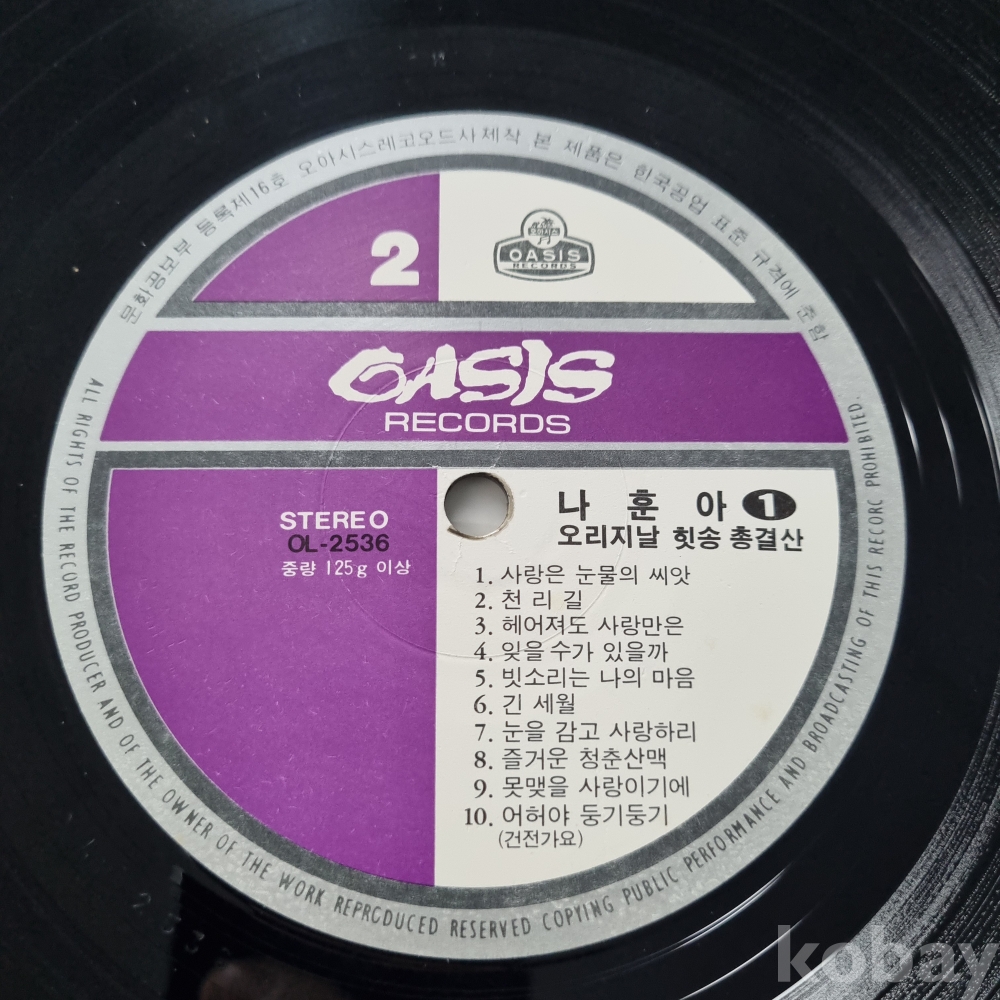 문화공보부 등록제16호 오아시스레코오드사제작 본 제품은 한국공업 표준 규격에 준함
2
오아시스
OASIS
RECORDS
OASIS
RECORDS
STEREO
OL-2536
중량 125g 이상
나 훈 아 1
오리지날 힛송 총결산
1. 사랑은 눈물의 씨앗
2. 천 리 길
3. 헤어져도 사랑만은
4. 잊을 수가 있을까
5. 빗소리는 나의 마음
6. 긴 세월
7. 눈을 감고 사랑하리
8. 즐거운 청춘산맥
9. 못맺을 사랑이기에
10. 어허야 둥기둥기
(건전가요)
ALL RIGHTS OF THE RECORD PRODUCER AND OF THE OWNER OF THE WORK REPRCDUCED RESERVED COPYING PUBLIC PERFORMANCE AND BROADCASTING OF THIS RECORC PROHIBITED.
kobay